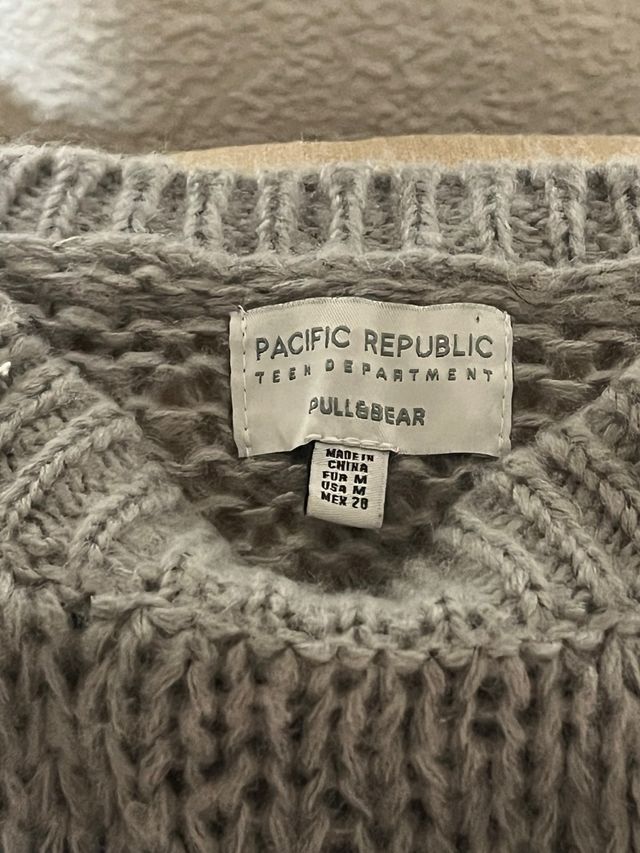 PACIFIC REPUBLIC
TEEN DEPARTMENT
PULL&BEAR
MADE IN
CHINA
EUR M
USA M
MEX 28